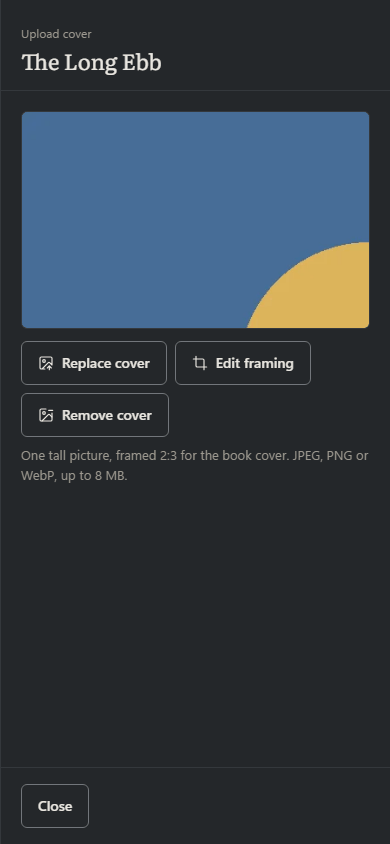 Upload cover
The Long Ebb
Replace cover
Edit framing
Remove cover
One tall picture, framed 2:3 for the book cover. JPEG, PNG or
WebP, up to 8 MB.
Close